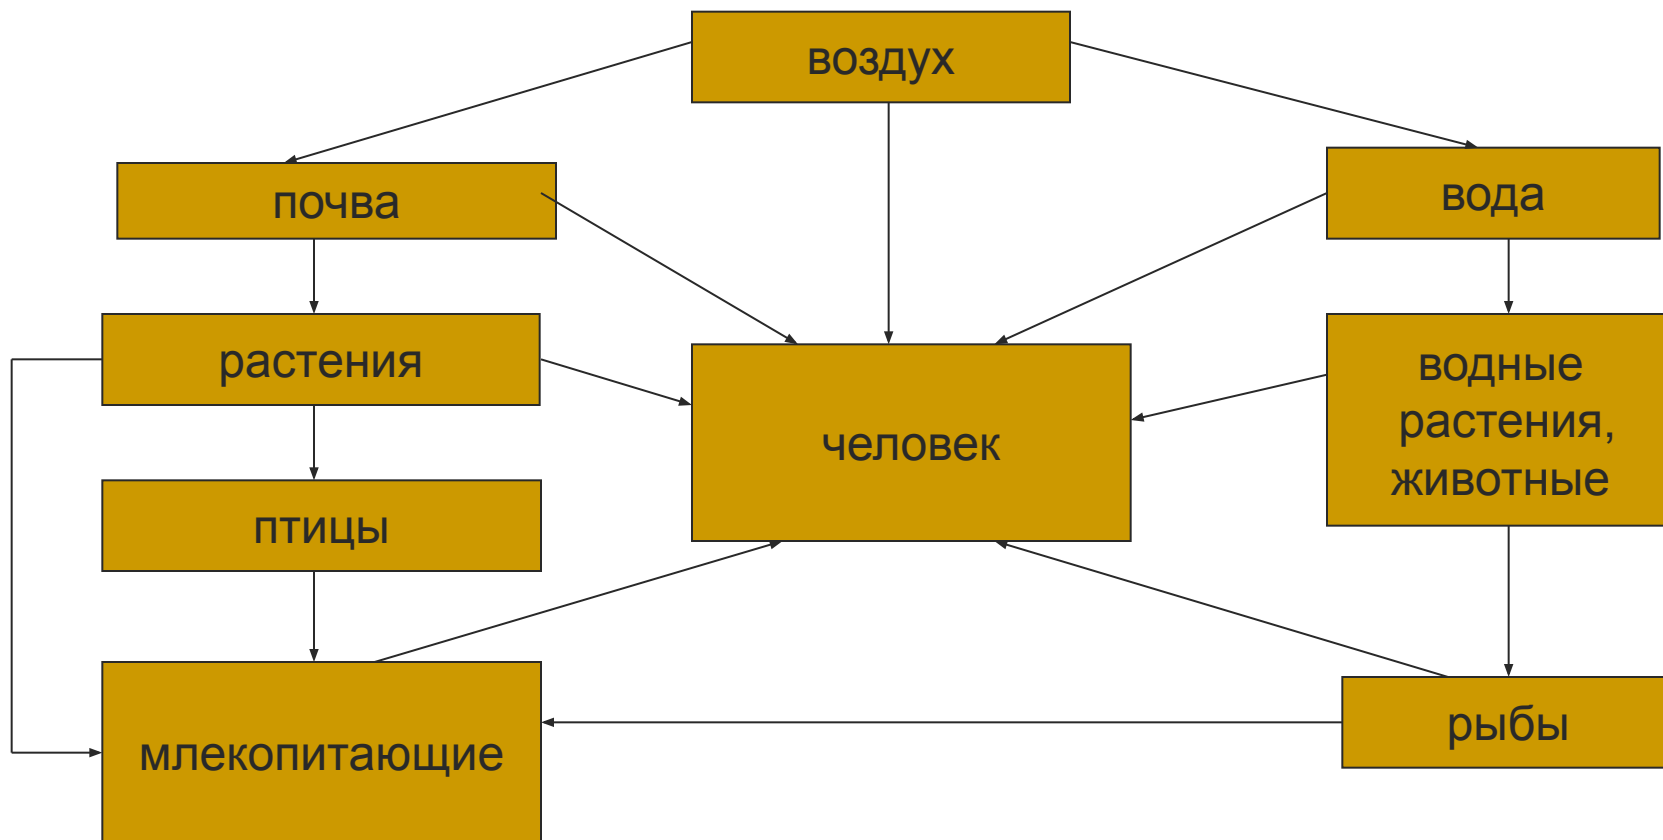 воздух
почва
вода
растения
человек
водные
растения,
животные
птицы
млекопитающие
рыбы